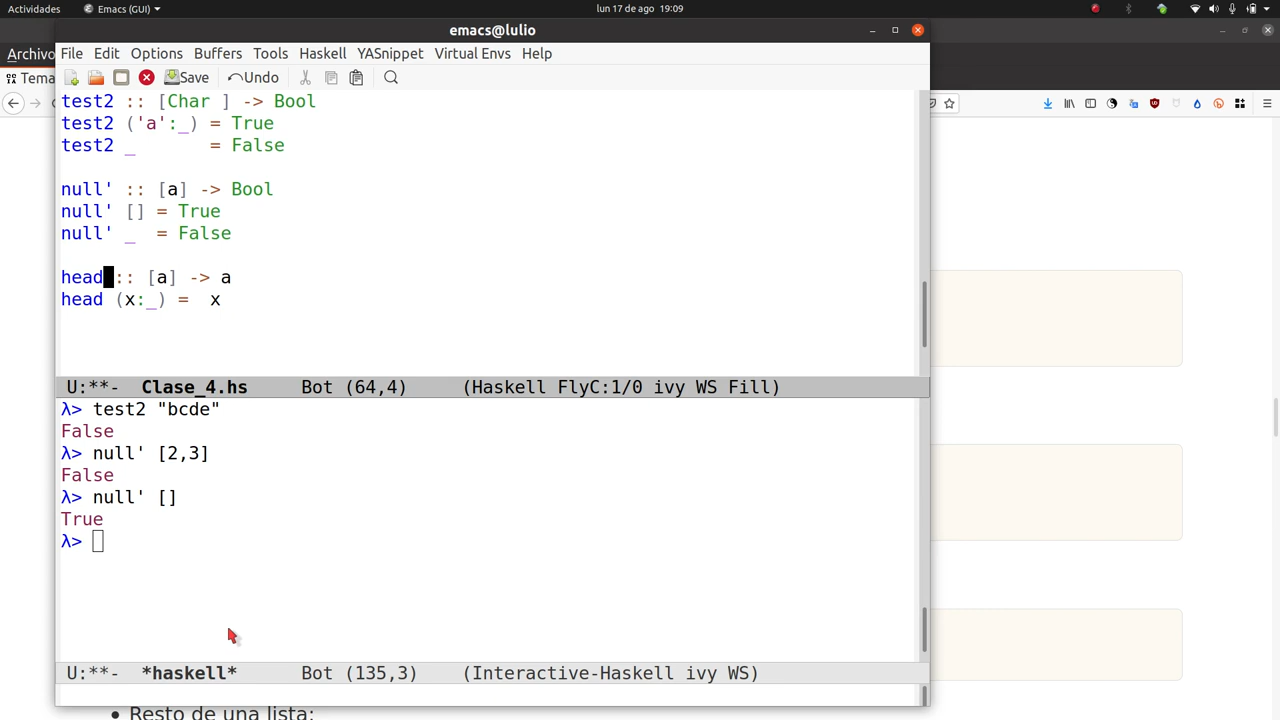 Actividades Emacs (GUI) lun 17 de ago 19:09
emacs@lulio
Archivo
File Edit Options Buffers Tools Haskell YASnippet Virtual Envs Help
Tema
Save Undo
test2 :: [Char ] -> Bool
test2 ('a':_) = True
test2 _ = False
null' :: [a] -> Bool
null' [] = True
null' _ = False
head :: [a] -> a
head (x:_) = x
U:**- Clase_4.hs Bot (64,4) (Haskell FlyC:1/0 ivy WS Fill)
λ> test2 "bcde"
False
λ> null' [2,3]
False
λ> null' []
True
λ>
U:**- *haskell* Bot (135,3) (Interactive-Haskell ivy WS)
• Resto de una lista: